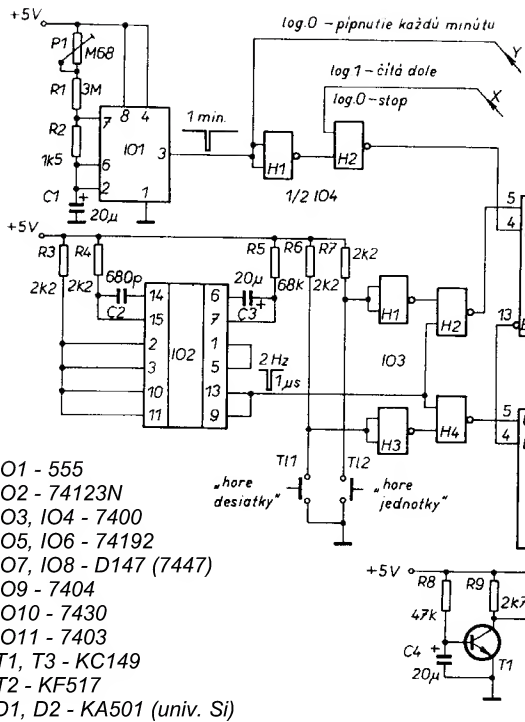 +5V
log.0 - pípnutie každú minútu
P1
M68
Y
R1
3M
log.1 - čítá dole
X
log.0 - stop
7
8
4
1 min.
R2
IO1
3
1k5
6
H1
H2
2
1
C1
+
20µ
1/2 IO4
5
4
+5V
R3
R4
R5
R6
R7
2k2
680p
20µ
68k
2k2
2k2
2k2
14
6
C2
C3
+
H1
H2
15
7
IO2
2
1
13
IO3
3
5
2 Hz
10
13
1µs
11
9
H3
H4
5
4
Tl1
Tl2
„hore desiatky"
„hore jednotky"
O1 - 555
O2 - 74123N
O3, IO4 - 7400
O5, IO6 - 74192
O7, IO8 - D147 (7447)
O9 - 7404
O10 - 7430
O11 - 7403
T1, T3 - KC149
T2 - KF517
D1, D2 - KA501 (univ. Si)
+5V
R8
R9
47k
2k7
C4
+
20µ
T1